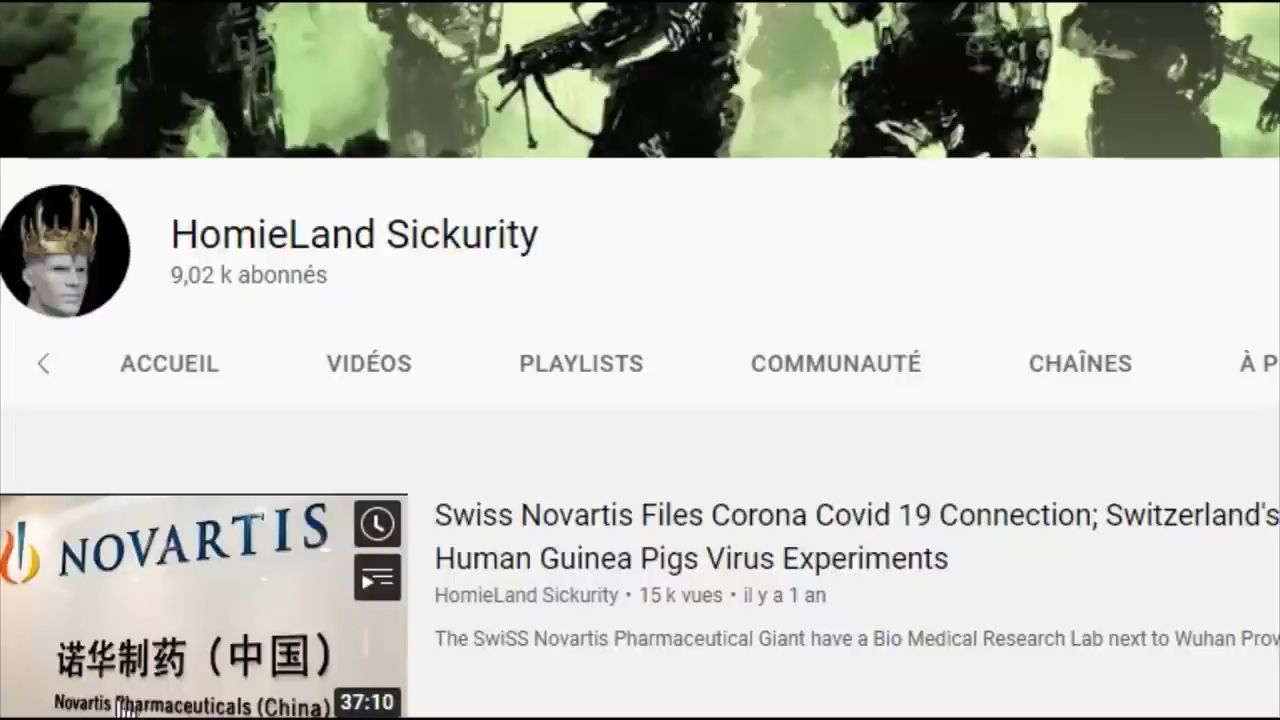 HomieLand Sickurity
9,02 k abonnés
ACCUEIL VIDÉOS PLAYLISTS COMMUNAUTÉ CHAÎNES À P
NOVARTIS
诺华制药（中国）
Novartis Pharmaceuticals (China)
37:10
Swiss Novartis Files Corona Covid 19 Connection; Switzerland's
Human Guinea Pigs Virus Experiments
HomieLand Sickurity • 15 k vues • il y a 1 an
The SwiSS Novartis Pharmaceutical Giant have a Bio Medical Research Lab next to Wuhan Prov